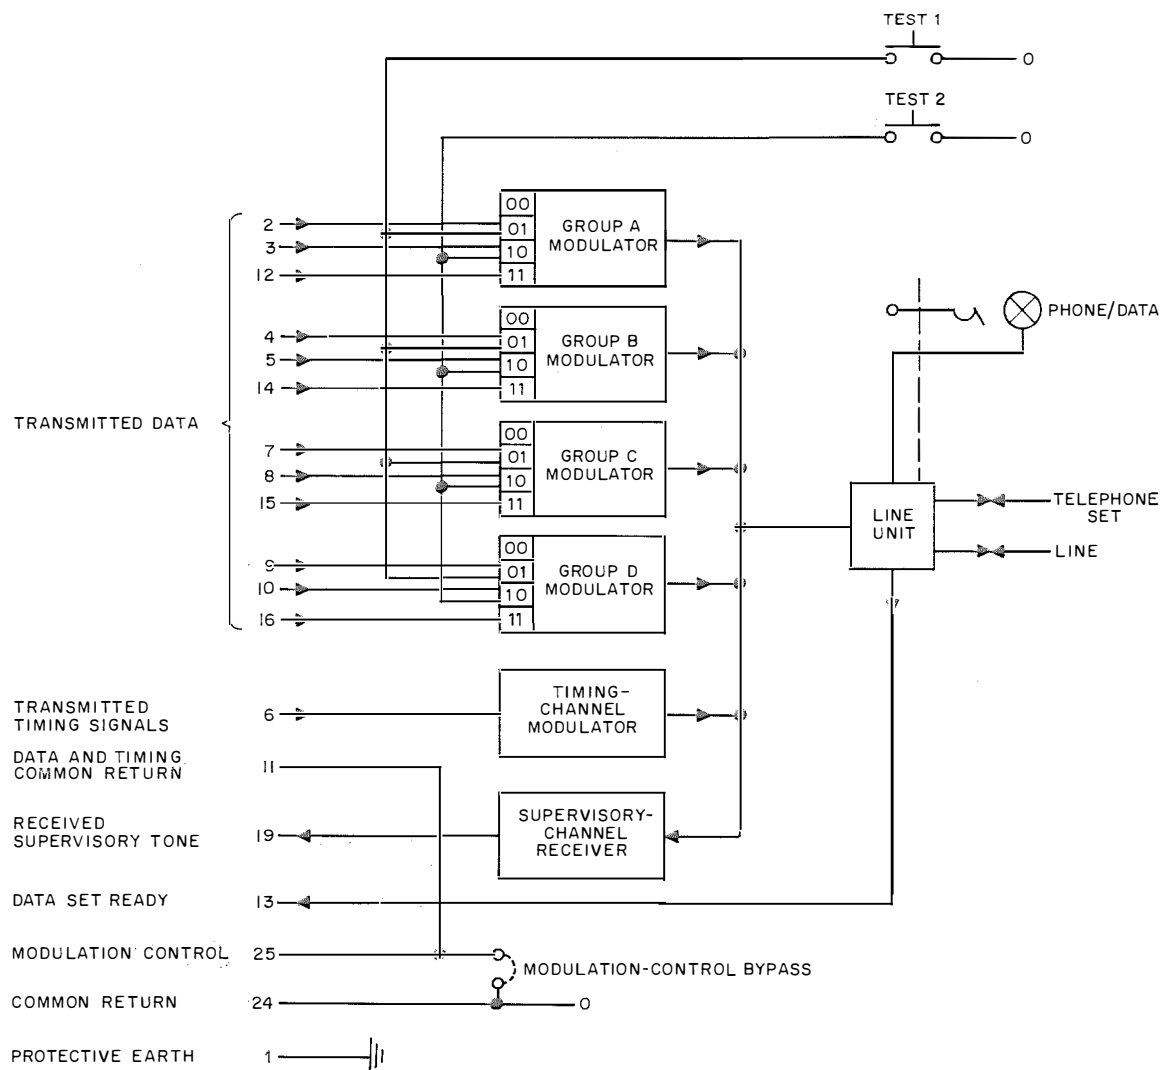 TEST 1
O
TEST 2
O
2
3
12
00
01
10
11
GROUP A
MODULATOR
PHONE/DATA
4
5
14
00
01
10
11
GROUP B
MODULATOR
TRANSMITTED DATA
7
8
15
00
01
10
11
GROUP C
MODULATOR
LINE
UNIT
TELEPHONE
SET
LINE
9
10
16
00
01
10
11
GROUP D
MODULATOR
TRANSMITTED
TIMING SIGNALS
6
TIMING-
CHANNEL
MODULATOR
DATA AND TIMING
COMMON RETURN
11
RECEIVED
SUPERVISORY TONE
19
SUPERVISORY-
CHANNEL
RECEIVER
DATA SET READY
13
MODULATION CONTROL
25
MODULATION-CONTROL BYPASS
COMMON RETURN
24
O
PROTECTIVE EARTH
1